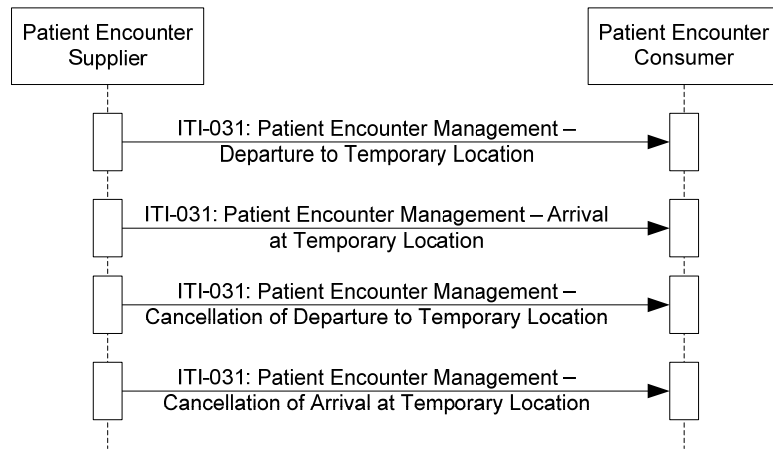 Patient Encounter
Supplier
Patient Encounter
Consumer
ITI-031: Patient Encounter Management –
Departure to Temporary Location
ITI-031: Patient Encounter Management – Arrival
at Temporary Location
ITI-031: Patient Encounter Management –
Cancellation of Departure to Temporary Location
ITI-031: Patient Encounter Management –
Cancellation of Arrival at Temporary Location